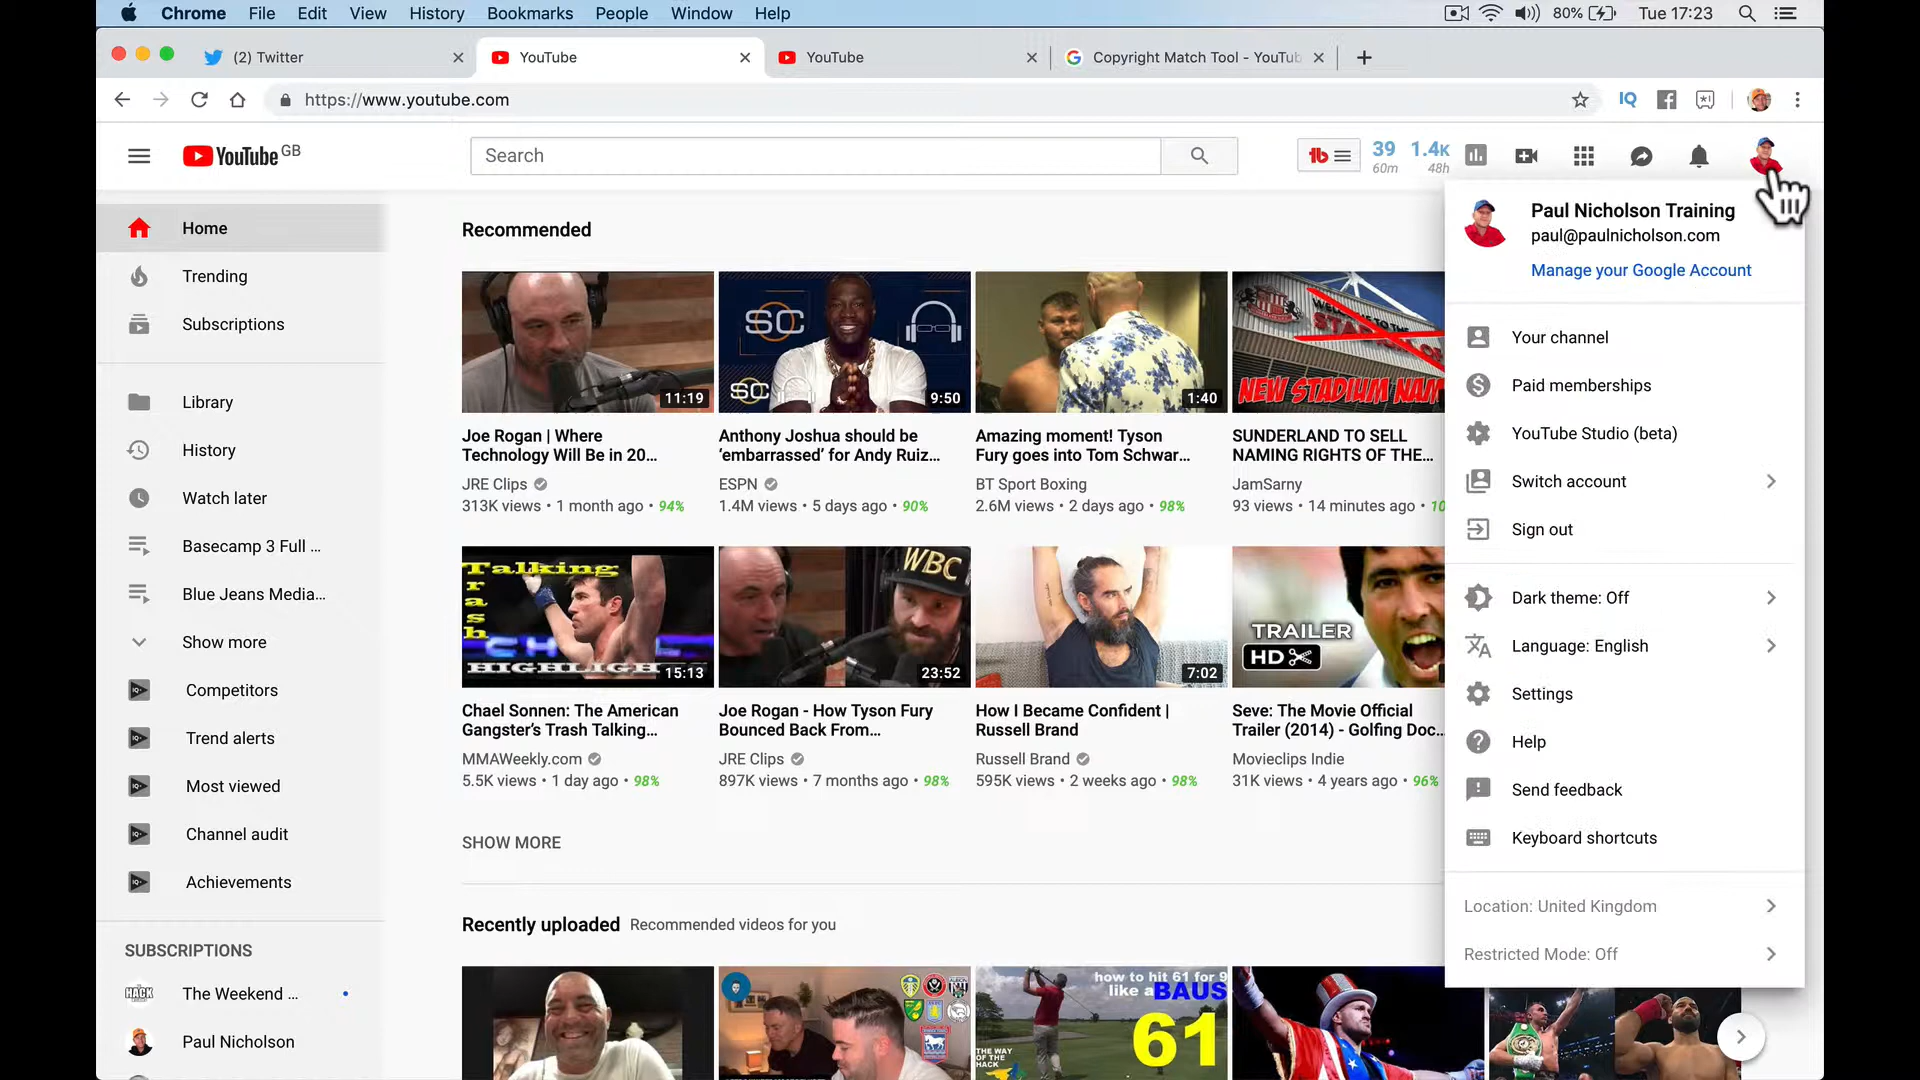 Chrome File Edit View History Bookmarks People Window Help
80% Tue 17:23
(2) Twitter
YouTube
YouTube
Copyright Match Tool - YouTub
https://www.youtube.com
IQ
YouTube GB
Search
39 60m
1.4K 48h
Paul Nicholson Training
paul@paulnicholson.com
Manage your Google Account
Your channel
Paid memberships
YouTube Studio (beta)
Switch account
Sign out
Dark theme: Off
Language: English
Settings
Help
Send feedback
Keyboard shortcuts
Location: United Kingdom
Restricted Mode: Off
Home
Trending
Subscriptions
Library
History
Watch later
Basecamp 3 Full ...
Blue Jeans Media...
Show more
Competitors
Trend alerts
Most viewed
Channel audit
Achievements
SUBSCRIPTIONS
HACK
The Weekend ...
Paul Nicholson
Recommended
11:19
Joe Rogan | Where
Technology Will Be in 20...
JRE Clips
313K views • 1 month ago • 94%
SC
SC
9:50
Anthony Joshua should be
‘embarrassed’ for Andy Ruiz...
ESPN
1.4M views • 5 days ago • 90%
1:40
Amazing moment! Tyson
Fury goes into Tom Schwar...
BT Sport Boxing
2.6M views • 2 days ago • 98%
NEW STADIUM NAM
SUNDERLAND TO SELL
NAMING RIGHTS OF THE...
JamSarny
93 views • 14 minutes ago • 10
Talking
rash
HIGHLIGH
15:13
Chael Sonnen: The American
Gangster’s Trash Talking...
MMAWeekly.com
5.5K views • 1 day ago • 98%
WBC
23:52
Joe Rogan - How Tyson Fury
Bounced Back From...
JRE Clips
897K views • 7 months ago • 98%
7:02
How I Became Confident |
Russell Brand
Russell Brand
595K views • 2 weeks ago • 98%
TRAILER
HD
Seve: The Movie Official
Trailer (2014) - Golfing Doc...
Movieclips Indie
31K views • 4 years ago • 96%
SHOW MORE
Recently uploaded Recommended videos for you
how to hit 61 for 9
like a BAUS
61
THE WAY
OF THE
HACK